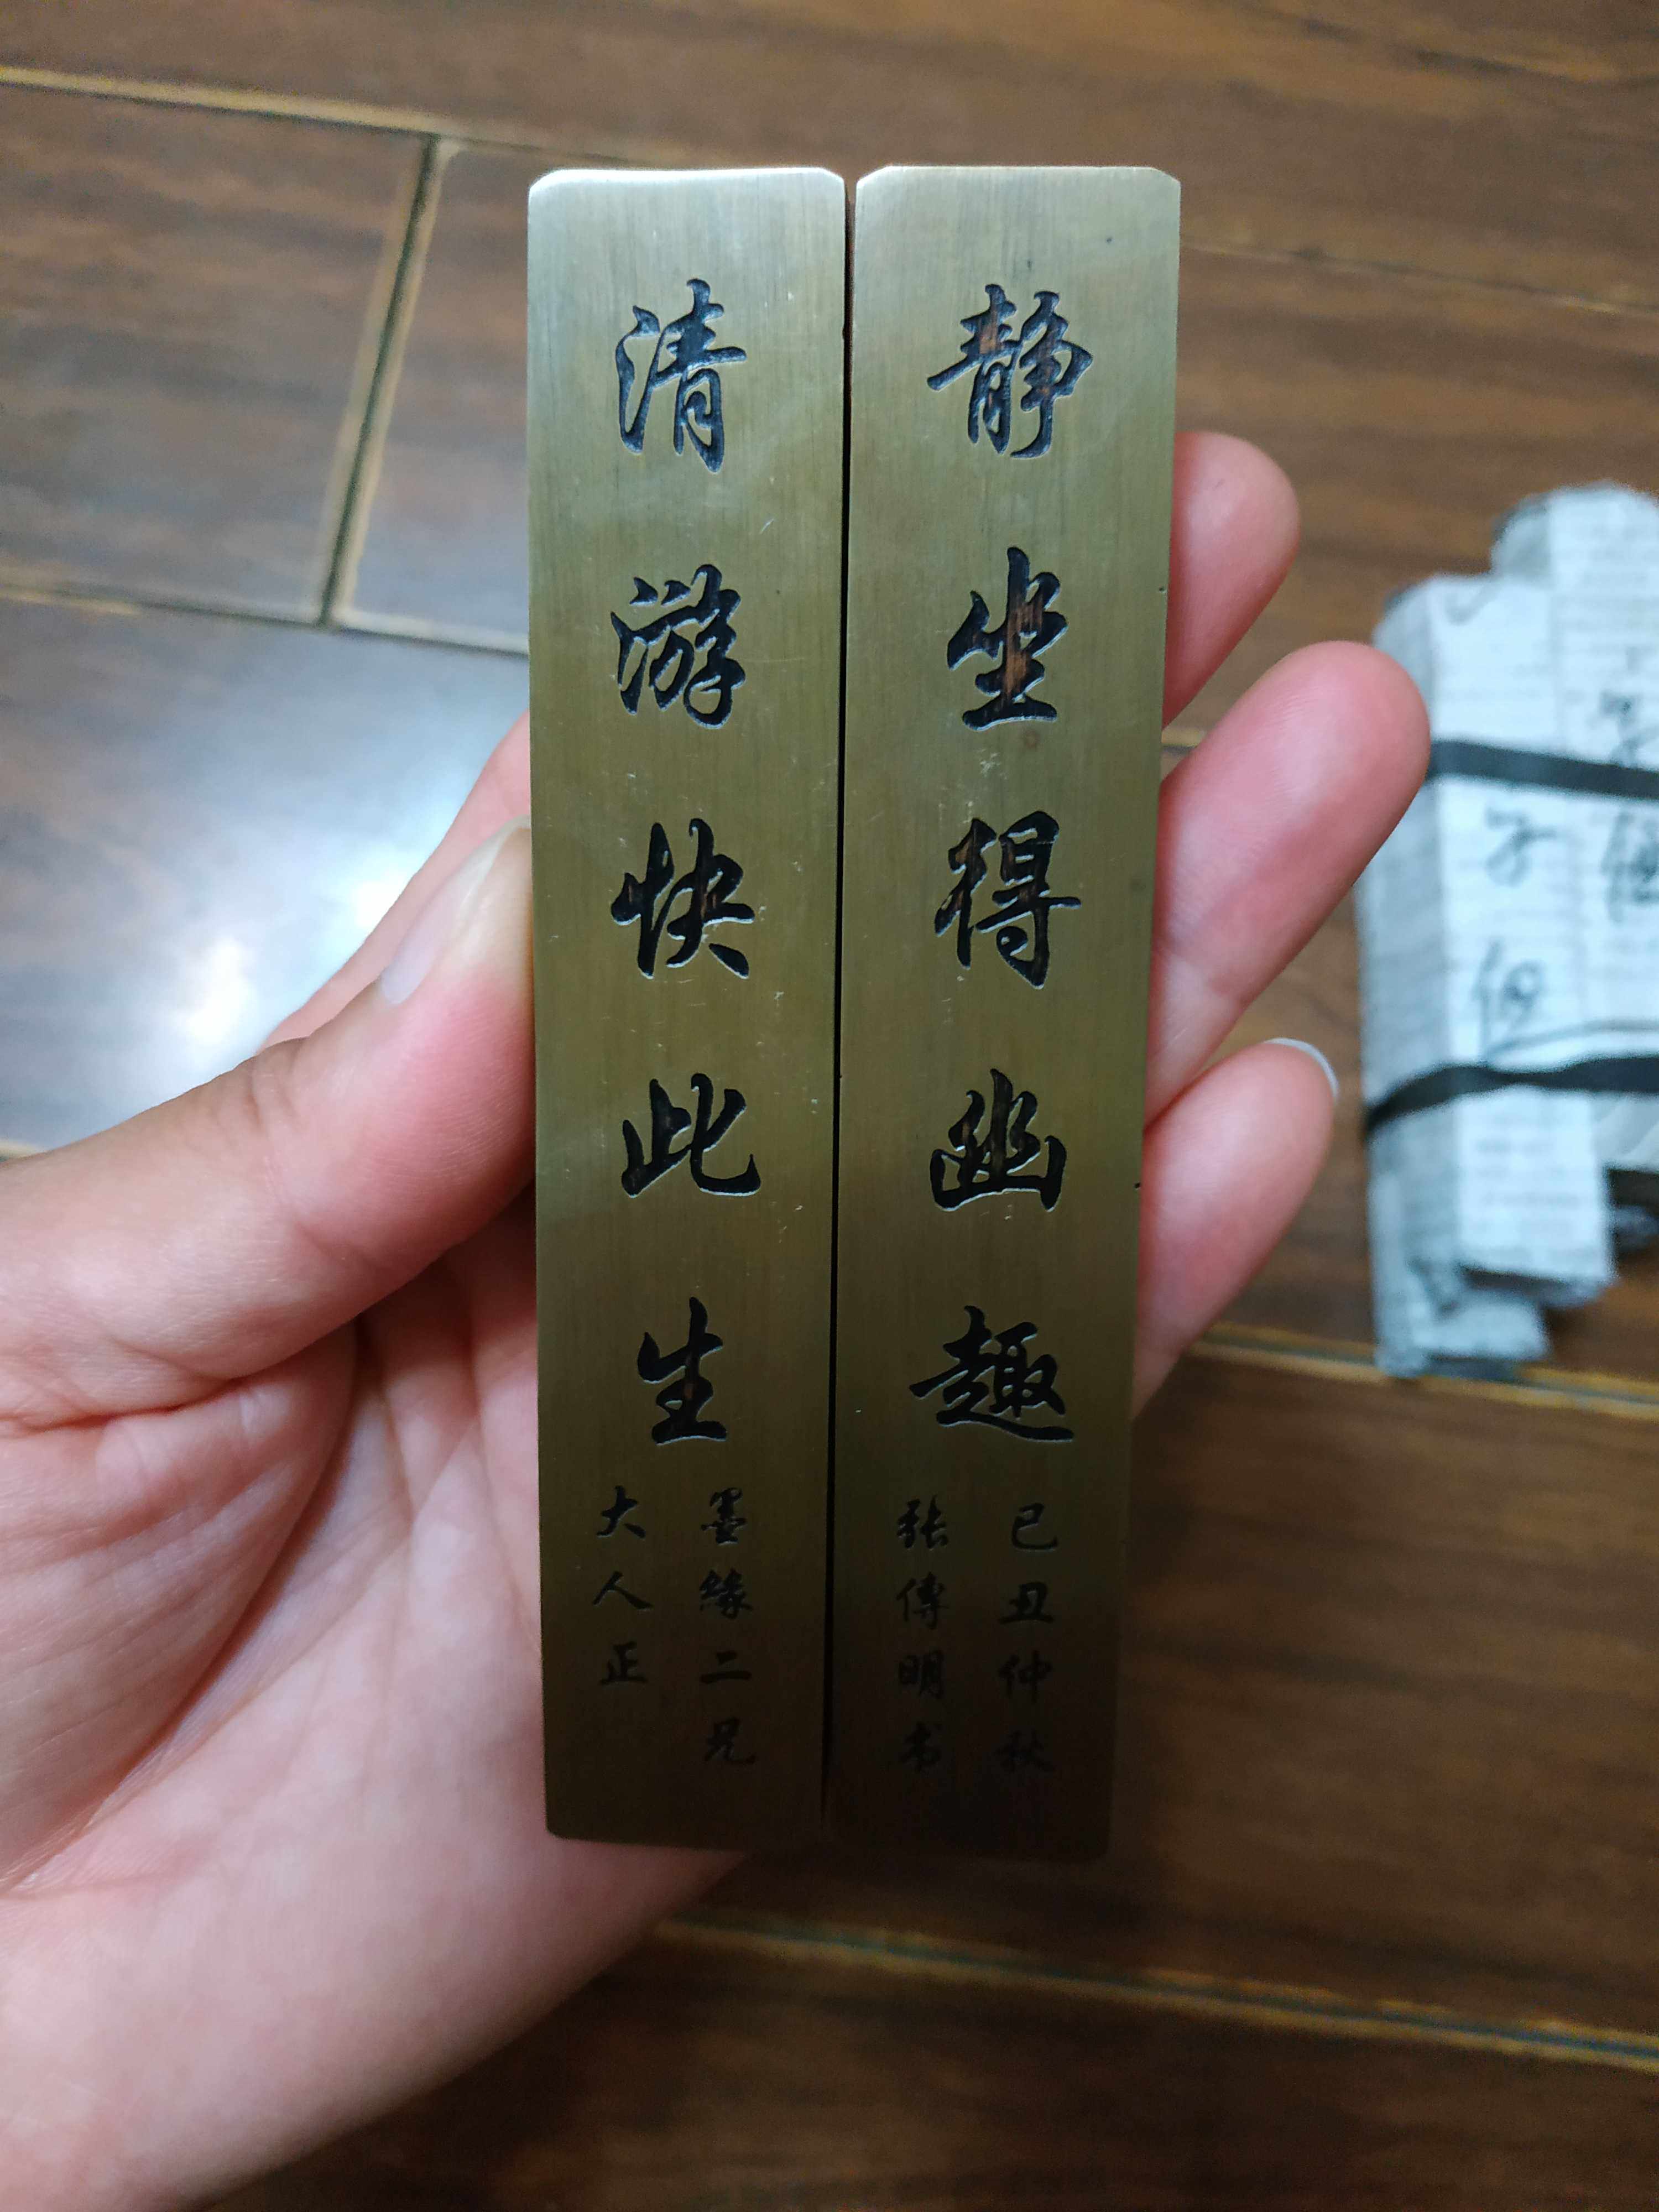 静坐得幽趣
己丑仲秋
张傳明书
清游快此生
墨緣二兄
大人正